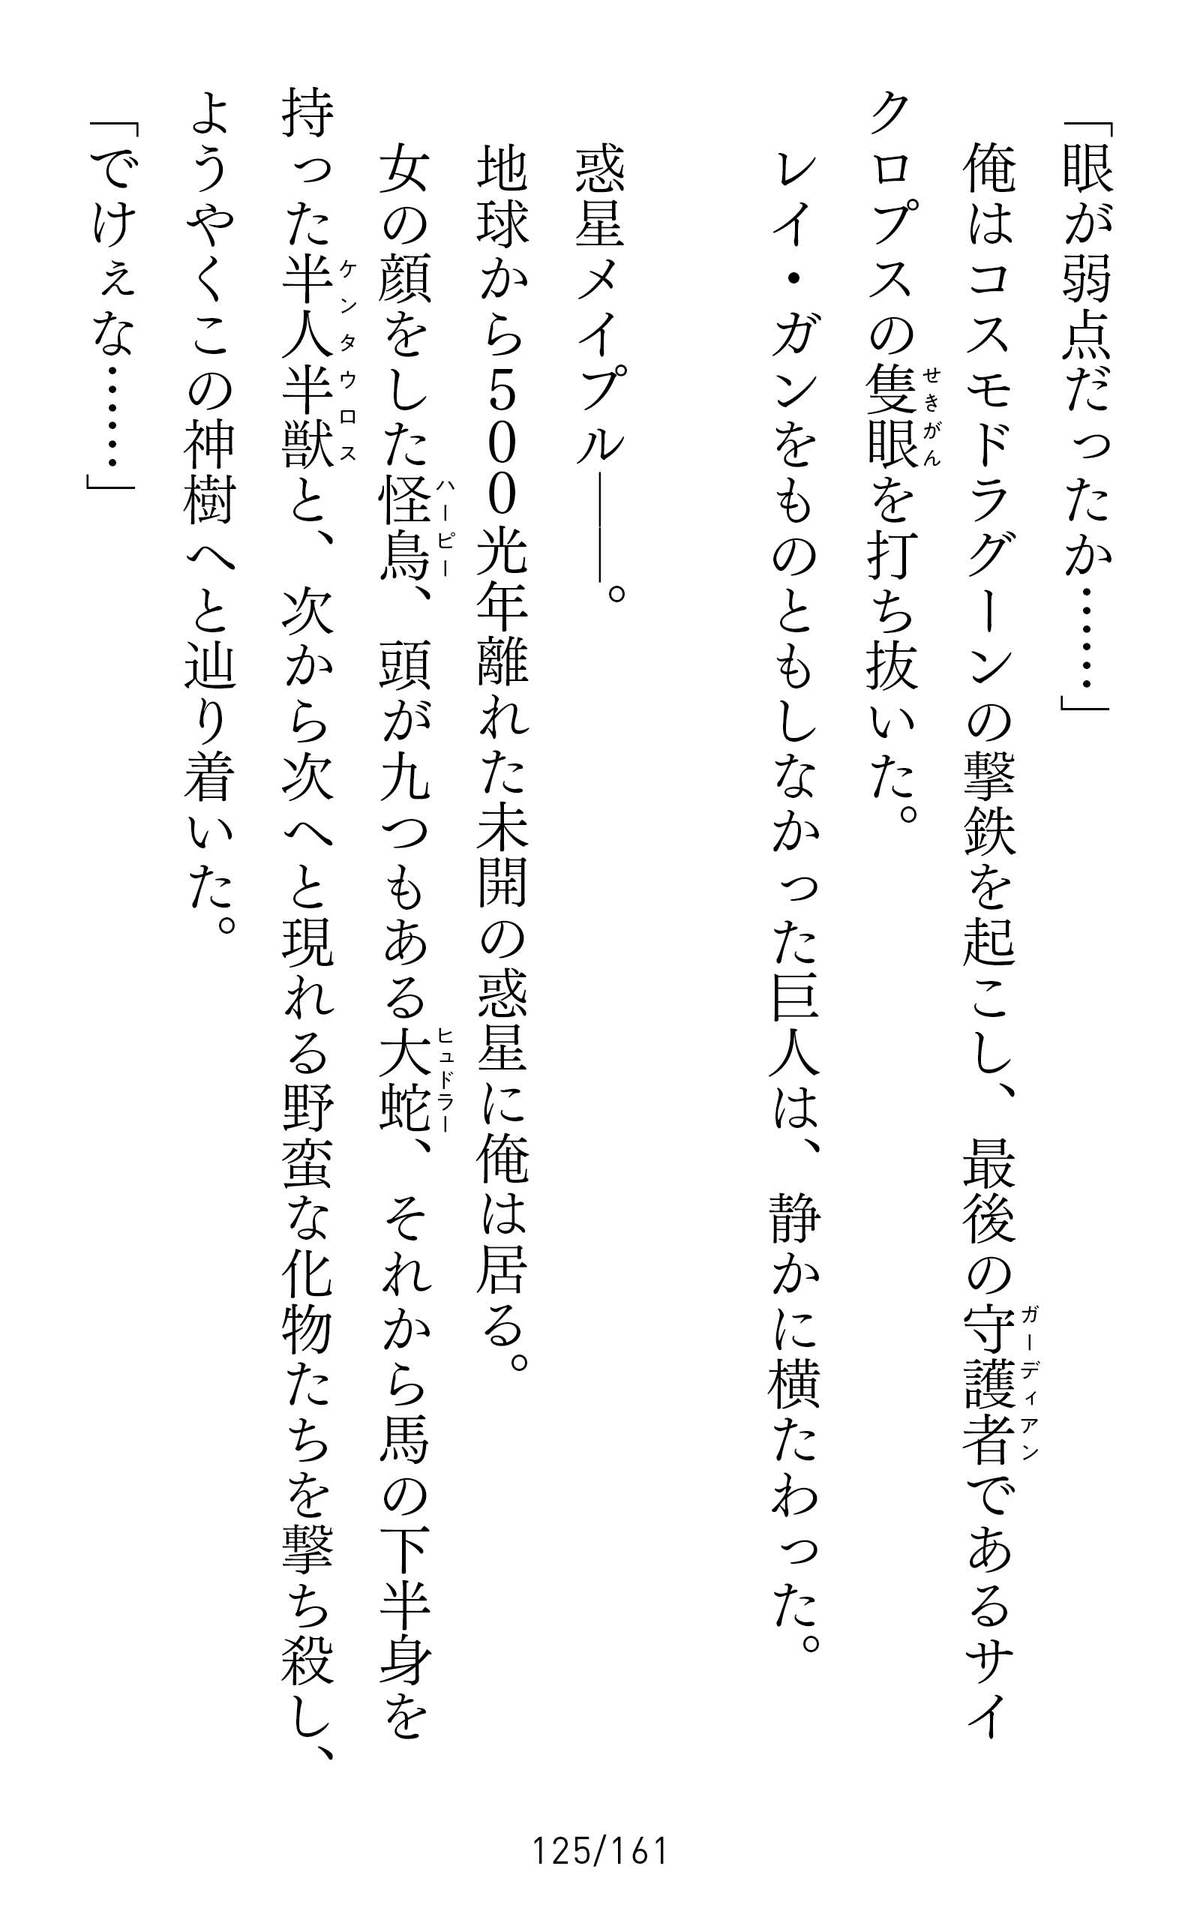 「眼が弱点だったか……」
俺はコスモドラグーンの撃鉄を起こし、最後の守護者であるサイ
ガーディアン
クロプスの隻眼を打ち抜いた。
せきがん
レイ・ガンをものともしなかった巨人は、静かに横たわった。
惑星メイプル――。
地球から500光年離れた未開の惑星に俺は居る。
女の顔をした怪鳥、頭が九つもある大蛇、それから馬の下半身を
ハーピー
ヒュドラー
持った半人半獣と、次から次へと現れる野蛮な化物たちを撃ち殺し、
ケンタウロス
ようやくこの神樹へと辿り着いた。
「でけぇな……」
125/161